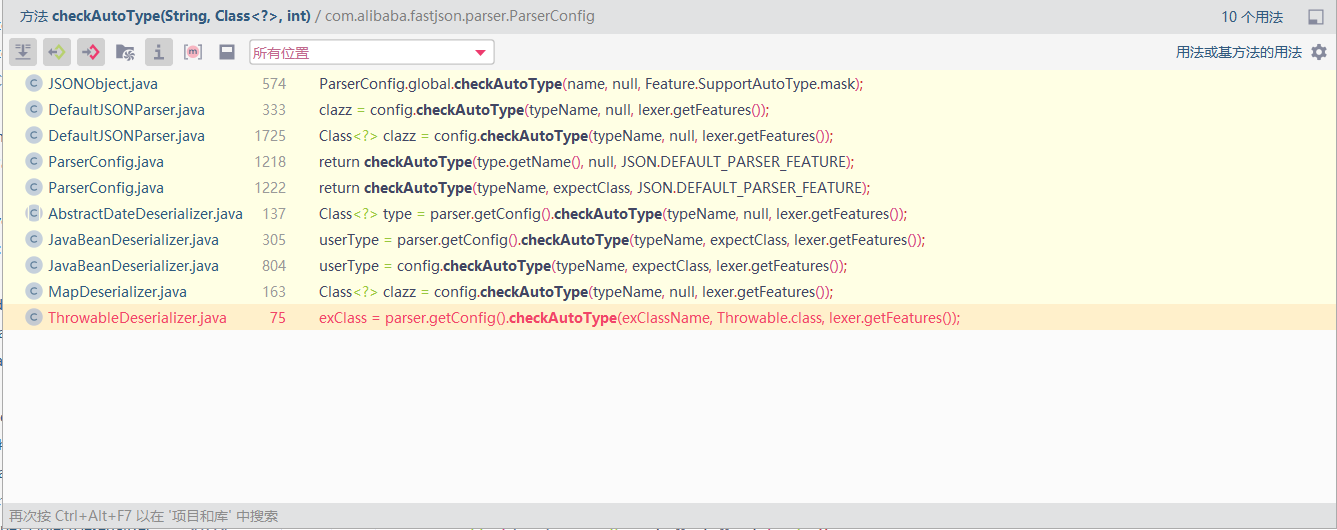 方法 checkAutoType(String, Class<?>, int) / com.alibaba.fastjson.parser.ParserConfig 10 个用法
所有位置 用法或基方法的用法
JSONObject.java 574 ParserConfig.global.checkAutoType(name, null, Feature.SupportAutoType.mask);
DefaultJSONParser.java 333 clazz = config.checkAutoType(typeName, null, lexer.getFeatures());
DefaultJSONParser.java 1725 Class<?> clazz = config.checkAutoType(typeName, null, lexer.getFeatures());
ParserConfig.java 1218 return checkAutoType(type.getName(), null, JSON.DEFAULT_PARSER_FEATURE);
ParserConfig.java 1222 return checkAutoType(typeName, expectClass, JSON.DEFAULT_PARSER_FEATURE);
AbstractDateDeserializer.java 137 Class<?> type = parser.getConfig().checkAutoType(typeName, null, lexer.getFeatures());
JavaBeanDeserializer.java 305 userType = parser.getConfig().checkAutoType(typeName, expectClass, lexer.getFeatures());
JavaBeanDeserializer.java 804 userType = config.checkAutoType(typeName, expectClass, lexer.getFeatures());
MapDeserializer.java 163 Class<?> clazz = config.checkAutoType(typeName, null, lexer.getFeatures());
ThrowableDeserializer.java 75 exClass = parser.getConfig().checkAutoType(exClassName, Throwable.class, lexer.getFeatures());
再次按 Ctrl+Alt+F7 以在 '项目和库' 中搜索